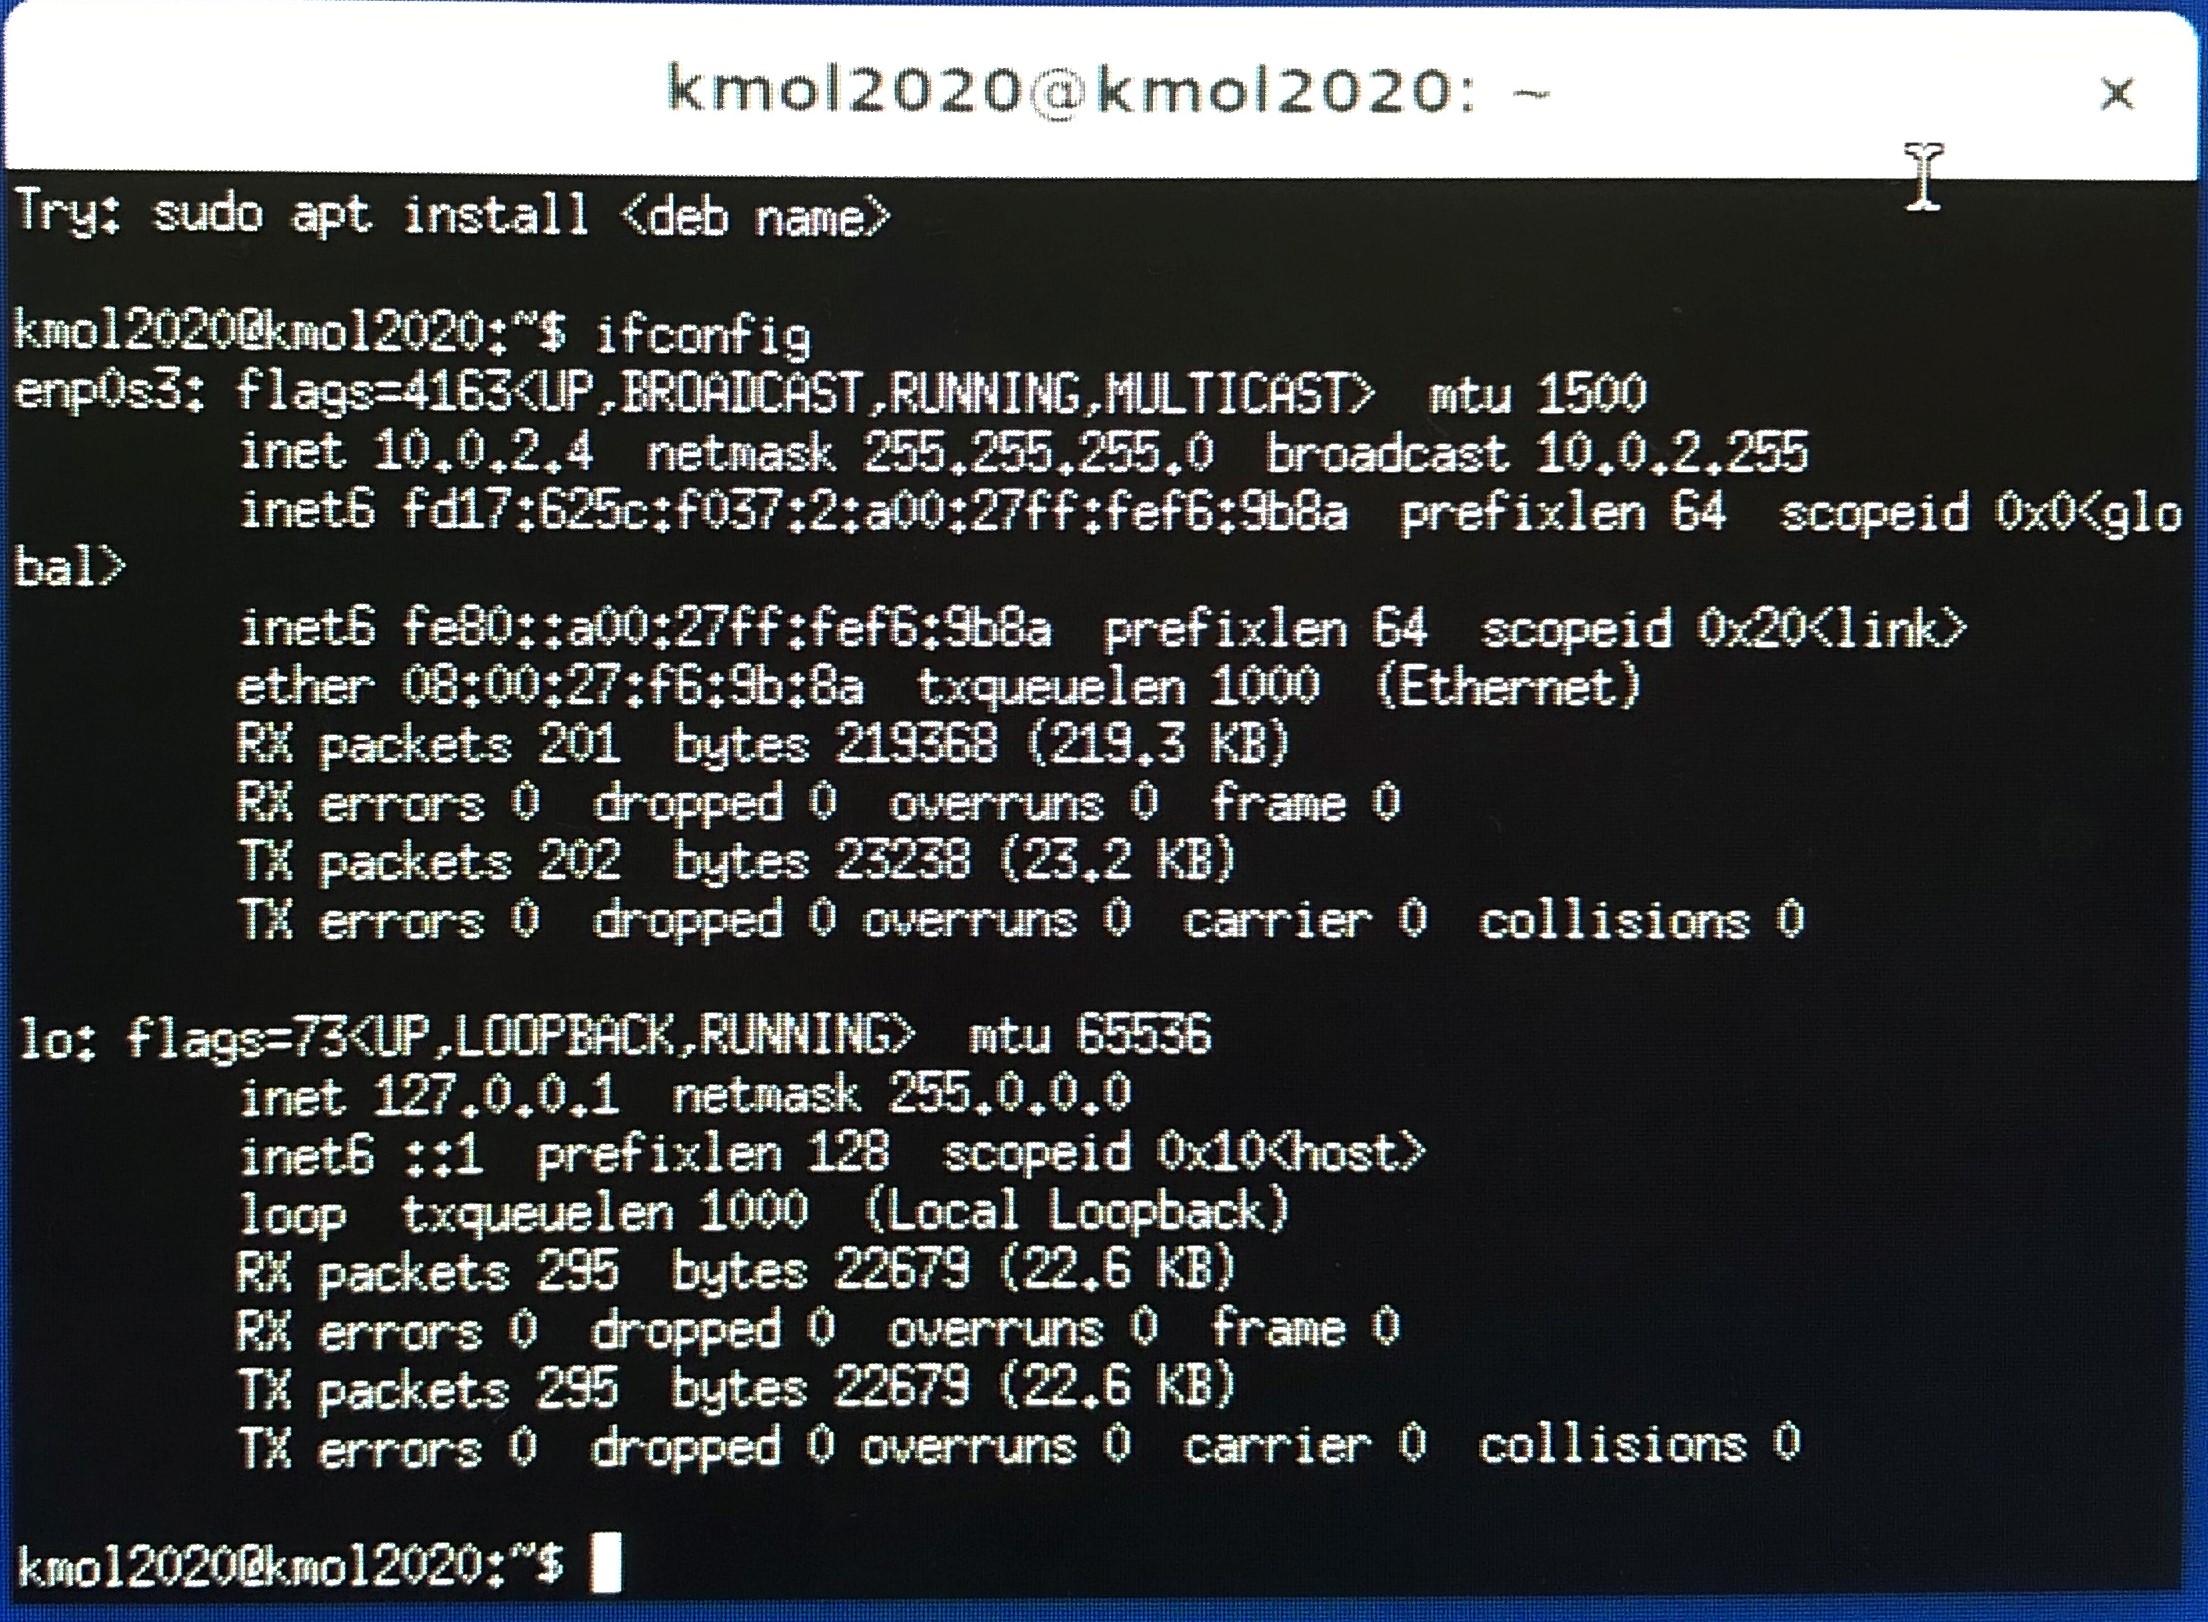 kmol2020@kmol2020: ~ ×
Try: sudo apt install <deb name>
kmol2020@kmol2020:~$ ifconfig
enp0s3: flags=4163<UP,BROADCAST,RUNNING,MULTICAST>  mtu 1500
        inet 10.0.2.4  netmask 255.255.255.0  broadcast 10.0.2.255
        inet6 fd17:625c:f037:2:a00:27ff:fef6:9b8a  prefixlen 64  scopeid 0x0<glo
bal>
        inet6 fe80::a00:27ff:fef6:9b8a  prefixlen 64  scopeid 0x20<link>
        ether 08:00:27:f6:9b:8a  txqueuelen 1000  (Ethernet)
        RX packets 201  bytes 219368 (219.3 KB)
        RX errors 0  dropped 0  overruns 0  frame 0
        TX packets 202  bytes 23238 (23.2 KB)
        TX errors 0  dropped 0 overruns 0  carrier 0  collisions 0
lo: flags=73<UP,LOOPBACK,RUNNING>  mtu 65536
        inet 127.0.0.1  netmask 255.0.0.0
        inet6 ::1  prefixlen 128  scopeid 0x10<host>
        loop  txqueuelen 1000  (Local Loopback)
        RX packets 295  bytes 22679 (22.6 KB)
        RX errors 0  dropped 0  overruns 0  frame 0
        TX packets 295  bytes 22679 (22.6 KB)
        TX errors 0  dropped 0 overruns 0  carrier 0  collisions 0
kmol2020@kmol2020:~$